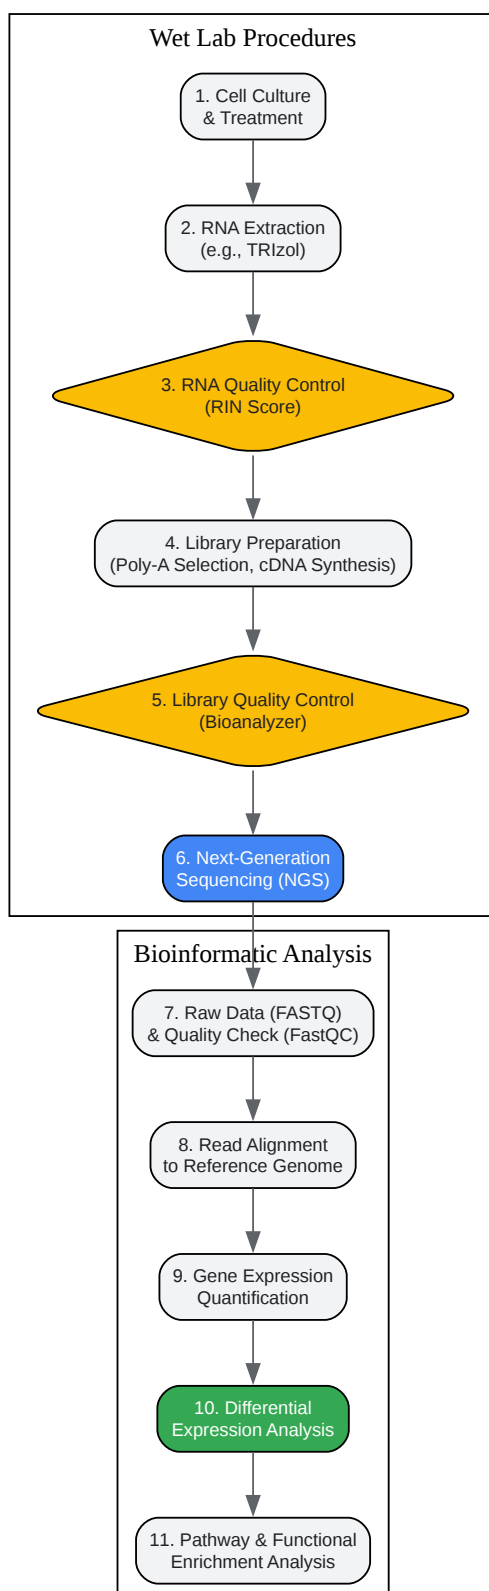 Wet Lab Procedures
1. Cell Culture
& Treatment
2. RNA Extraction
(e.g., TRIzol)
3. RNA Quality Control
(RIN Score)
4. Library Preparation
(Poly-A Selection, cDNA Synthesis)
5. Library Quality Control
(Bioanalyzer)
6. Next-Generation
Sequencing (NGS)
Bioinformatic Analysis
7. Raw Data (FASTQ)
& Quality Check (FastQC)
8. Read Alignment
to Reference Genome
9. Gene Expression
Quantification
10. Differential
Expression Analysis
11. Pathway & Functional
Enrichment Analysis